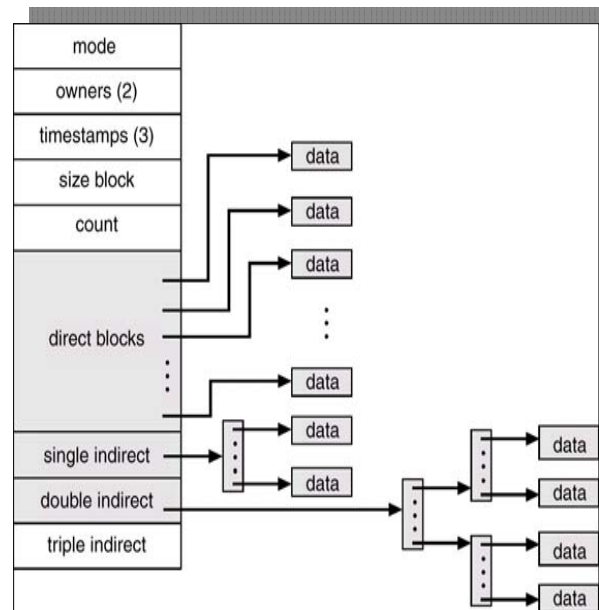 mode
owners (2)
timestamps (3)
size block
count
direct blocks
single indirect
double indirect
triple indirect
data
data
data
data
data
data
data
data
data
data